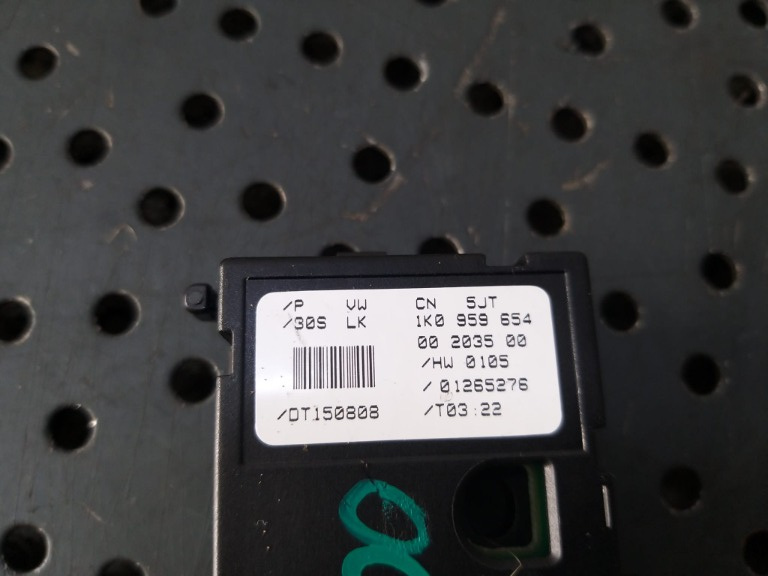 /P VW CN 5JT
/30S LK 1K0 959 654
00 2035 00
/HW 0105
/01265276
/DT150808 /T03:22